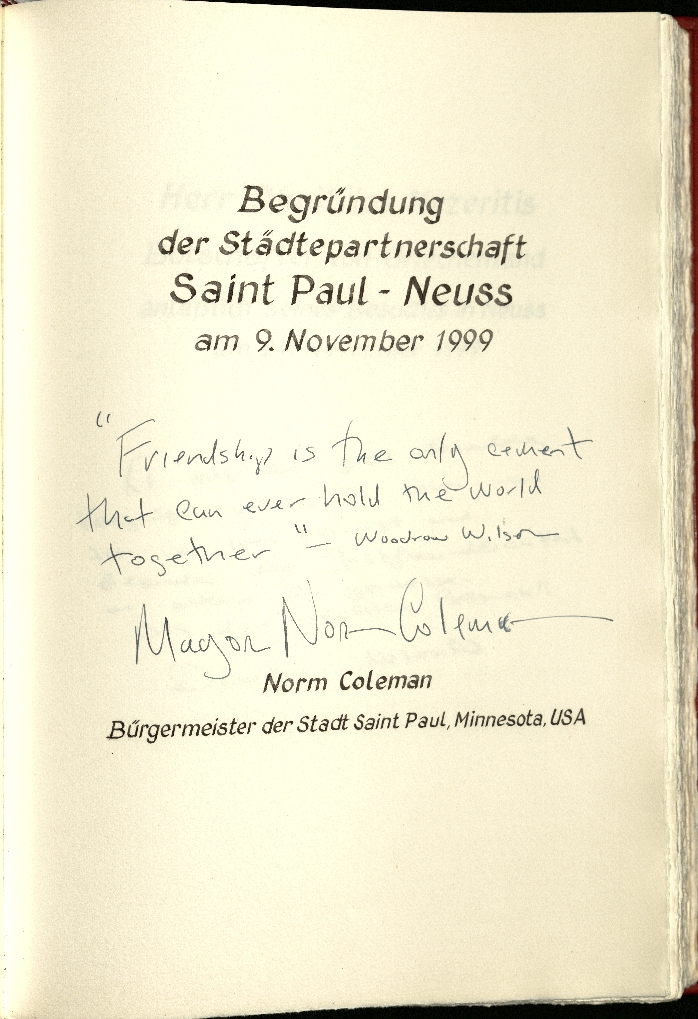 Begründung
der Städtepartnerschaft
Saint Paul - Neuss
am 9. November 1999
"Friendship is the only cement
that can ever hold the world
together" - Woodrow Wilson
Mayor Norm Coleman
Norm Coleman
Bürgermeister der Stadt Saint Paul, Minnesota, USA